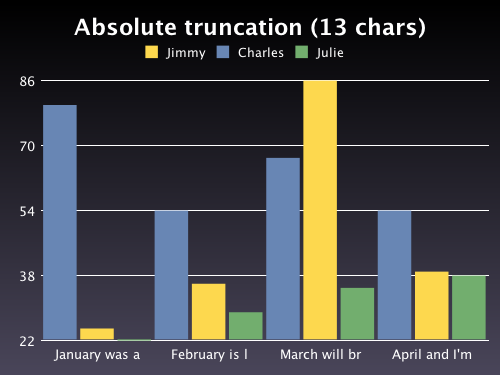 Absolute truncation (13 chars)
Jimmy Charles Julie
86
70
54
38
22
January was a February is l March will br April and I'm